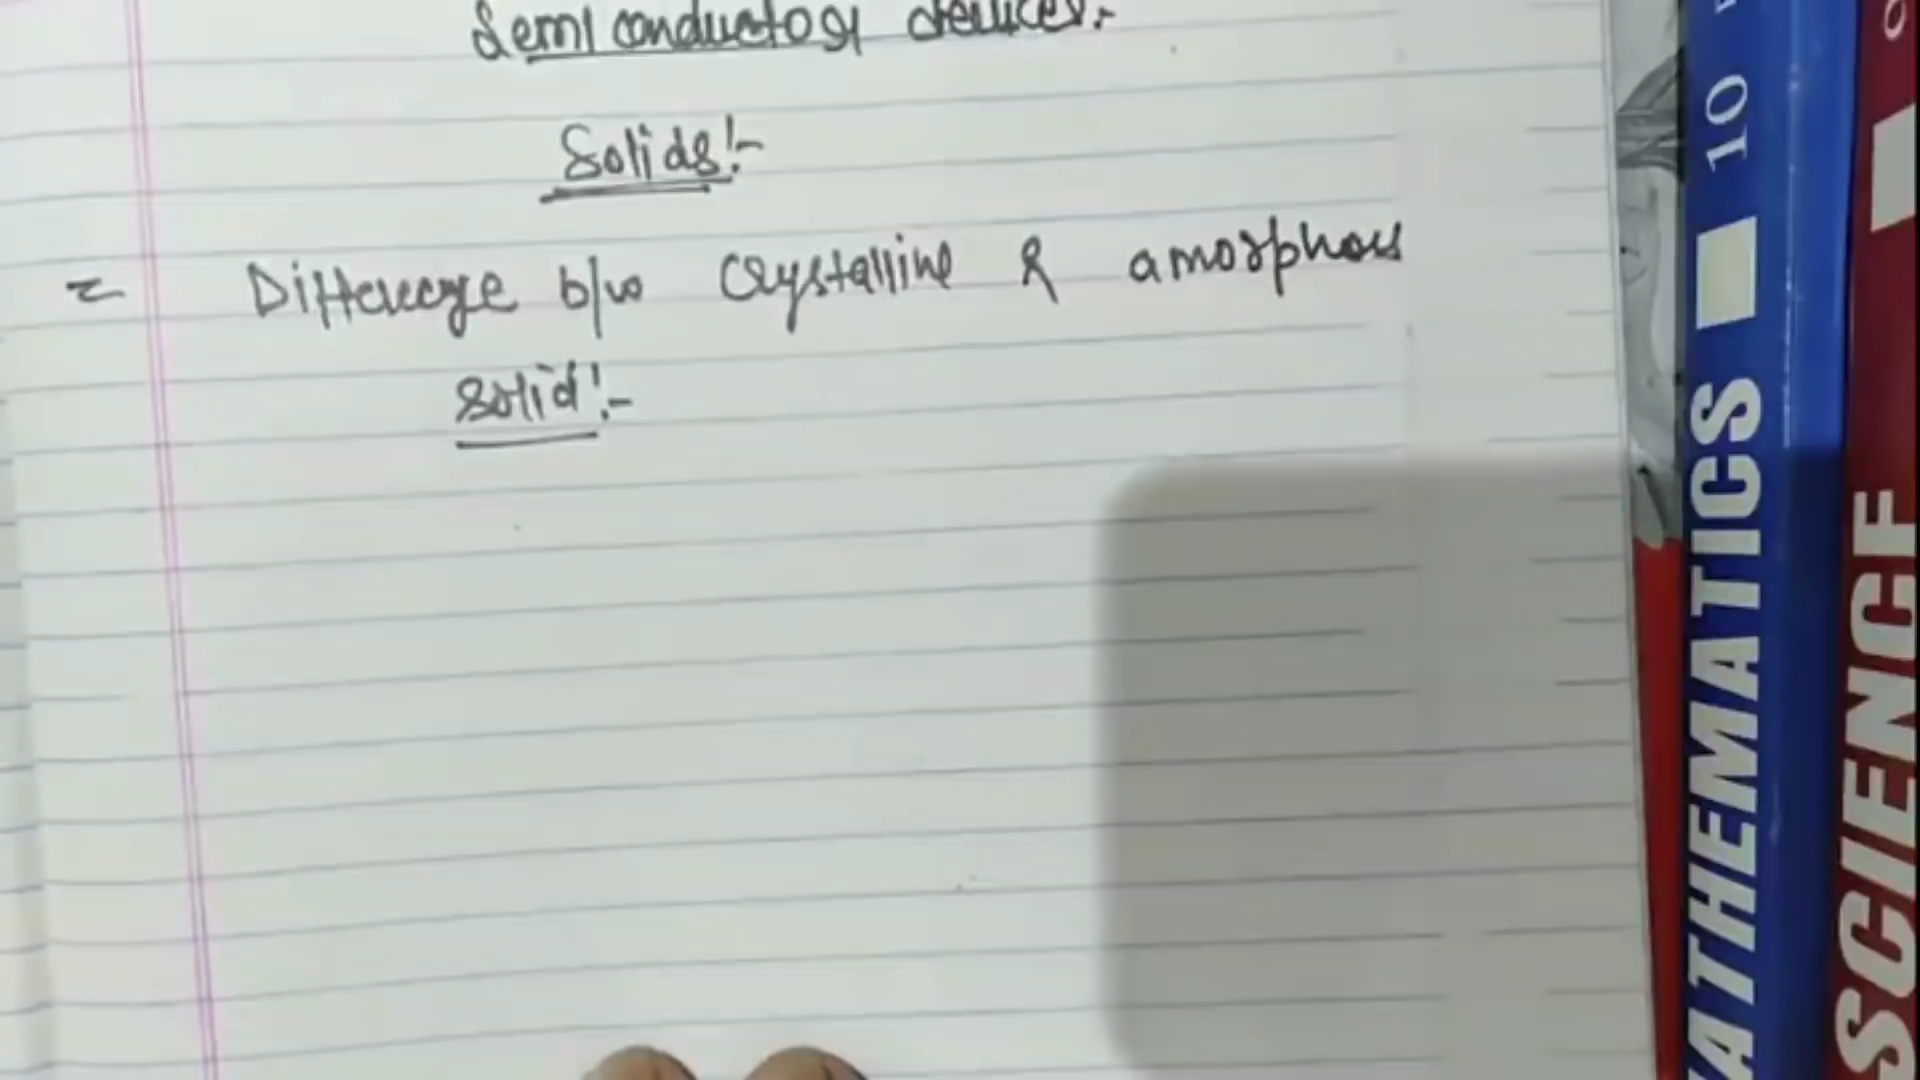 Semiconductor devices:-
Solids:-
Difference b/w Crystalline & amorphous
solid:-
10
MATHEMATICS
SCIENCE